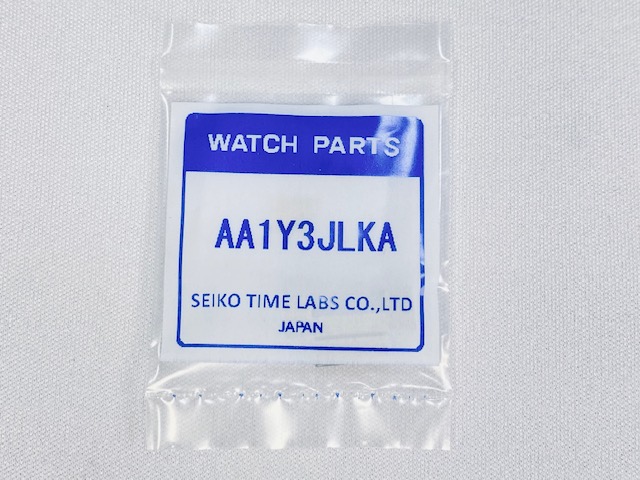 WATCH PARTS
AA1Y3JLKA
SEIKO TIME LABS CO.,LTD
JAPAN